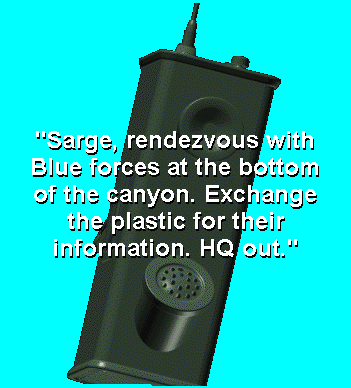 "Sarge, rendezvous with
Blue forces at the bottom
of the canyon. Exchange
the plastic for their
information. HQ out."